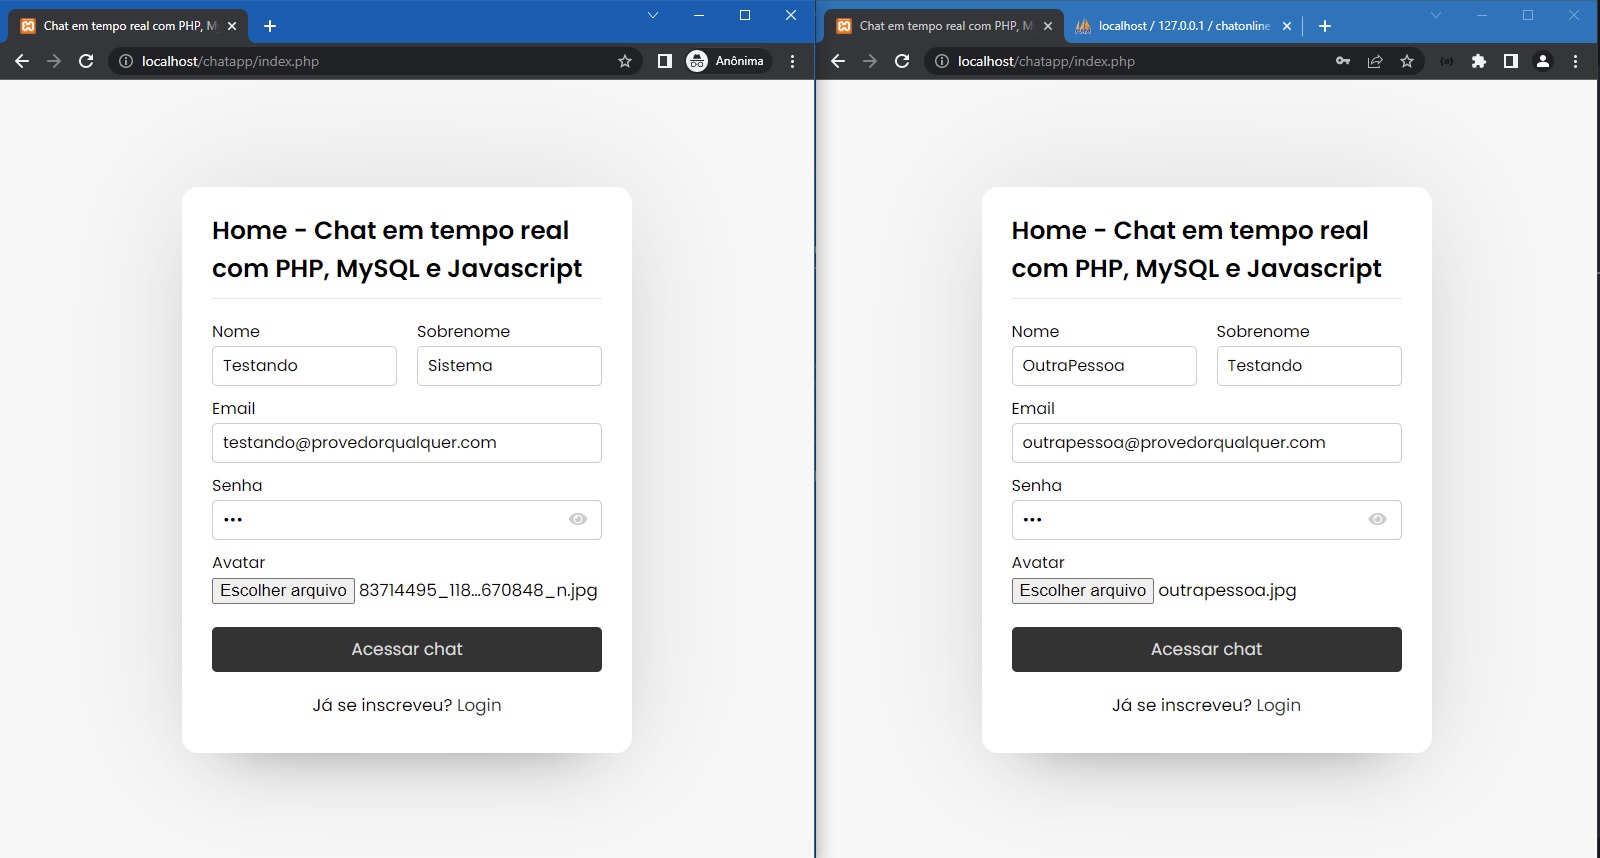 Chat em tempo real com PHP, M
localhost/chatapp/index.php
Anônima
Home - Chat em tempo real
com PHP, MySQL e Javascript
Nome Sobrenome
Testando Sistema
Email
testando@provedorqualquer.com
Senha
•••
Avatar
Escolher arquivo 83714495_118...670848_n.jpg
Acessar chat
Já se inscreveu? Login
Chat em tempo real com PHP, M
localhost / 127.0.0.1 / chatonline
localhost/chatapp/index.php
Home - Chat em tempo real
com PHP, MySQL e Javascript
Nome Sobrenome
OutraPessoa Testando
Email
outrapessoa@provedorqualquer.com
Senha
•••
Avatar
Escolher arquivo outrapessoa.jpg
Acessar chat
Já se inscreveu? Login